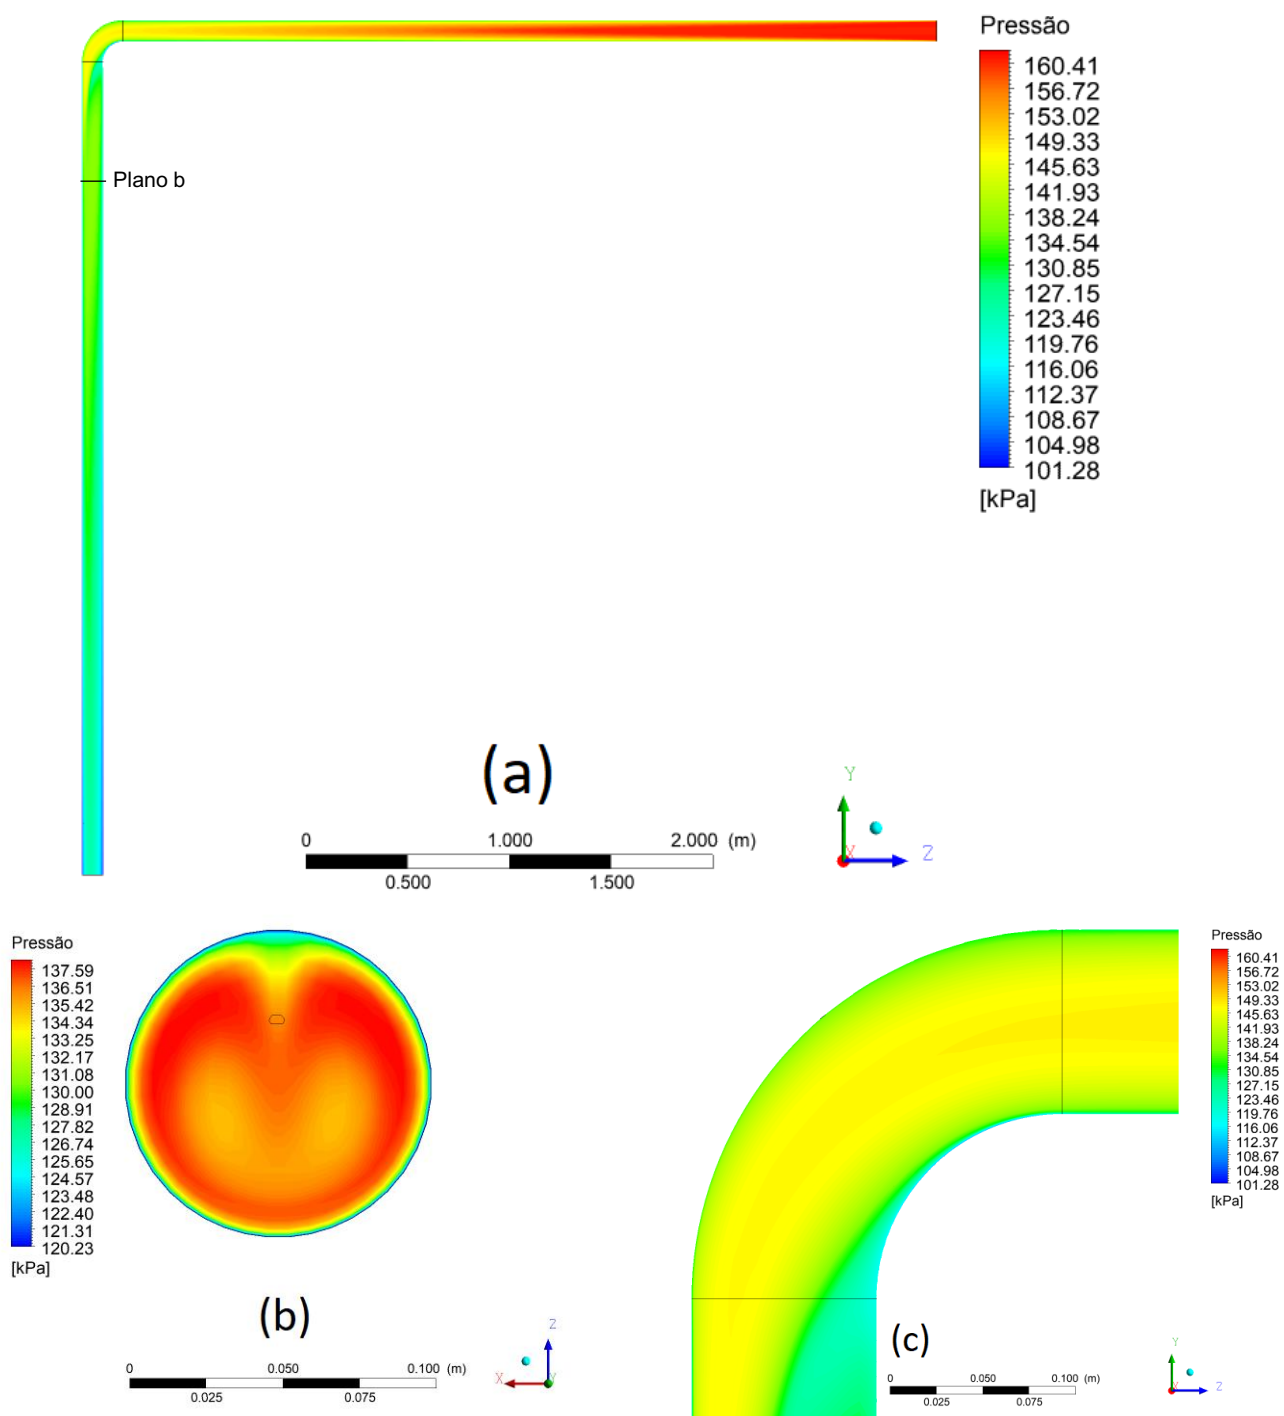 Pressão
160.41
156.72
153.02
149.33
145.63
141.93
138.24
134.54
130.85
127.15
123.46
119.76
116.06
112.37
108.67
104.98
101.28
[kPa]
Plano b
(a)
0 1.000 2.000 (m)
0.500 1.500
Y
X
Z
Pressão
137.59
136.51
135.42
134.34
133.25
132.17
131.08
130.00
128.91
127.82
126.74
125.65
124.57
123.48
122.40
121.31
120.23
[kPa]
(b)
0 0.050 0.100 (m)
0.025 0.075
Z
X
Y
Pressão
160.41
156.72
153.02
149.33
145.63
141.93
138.24
134.54
130.85
127.15
123.46
119.76
116.06
112.37
108.67
104.98
101.28
[kPa]
(c)
0 0.050 0.100 (m)
0.025 0.075
Y
X
Z